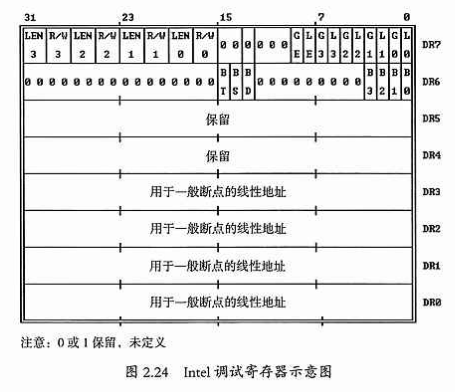 31 23 15 7 0
LEN R/W LEN R/W LEN R/W LEN R/W 0 0 0 0 0 0 G L G L G L G L G L DR7
3 3 2 2 1 1 0 0 E E 3 3 2 2 1 1 0 0
0 0 0 0 0 0 0 0 0 0 0 0 0 0 0 0 B B B 0 0 0 0 0 0 0 0 0 B B B B DR6
T S D 3 2 1 0
保留 DR5
保留 DR4
用于一般断点的线性地址 DR3
用于一般断点的线性地址 DR2
用于一般断点的线性地址 DR1
用于一般断点的线性地址 DR0
注意：0 或 1 保留，未定义
图 2.24 Intel 调试寄存器示意图